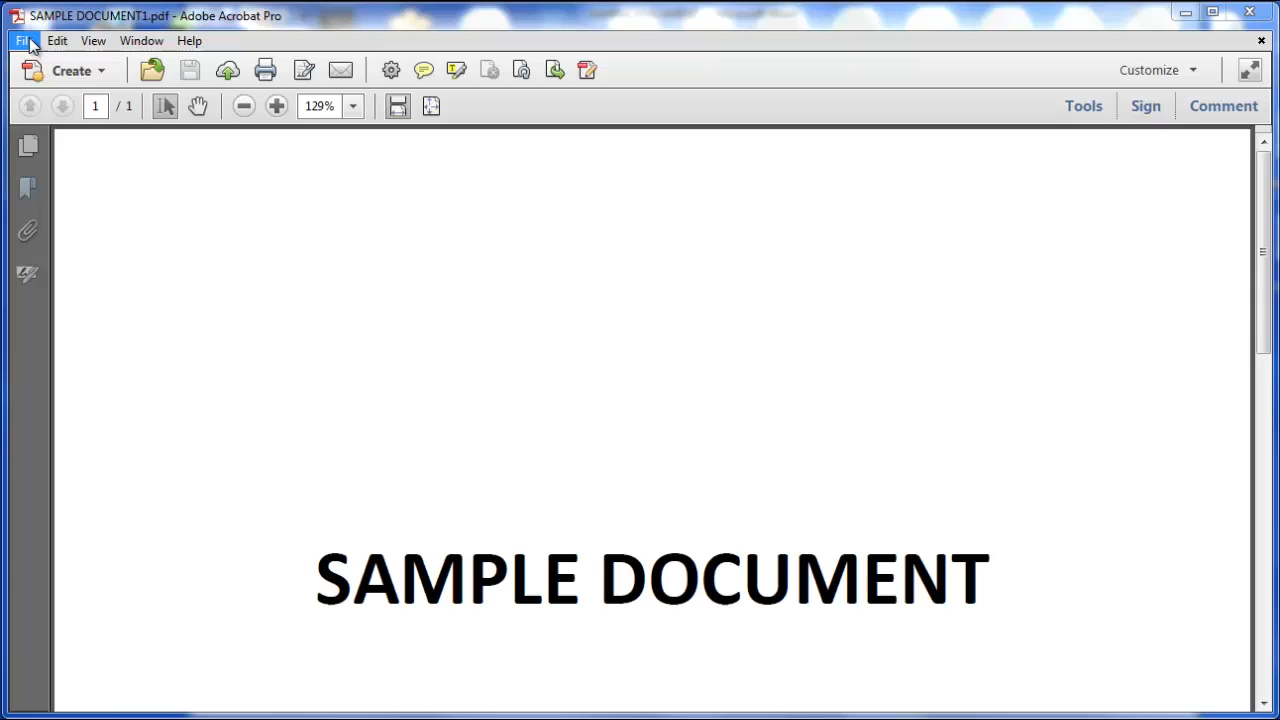 SAMPLE DOCUMENT1.pdf - Adobe Acrobat Pro
File Edit View Window Help
Create Customize
1 / 1 129% Tools Sign Comment
SAMPLE DOCUMENT